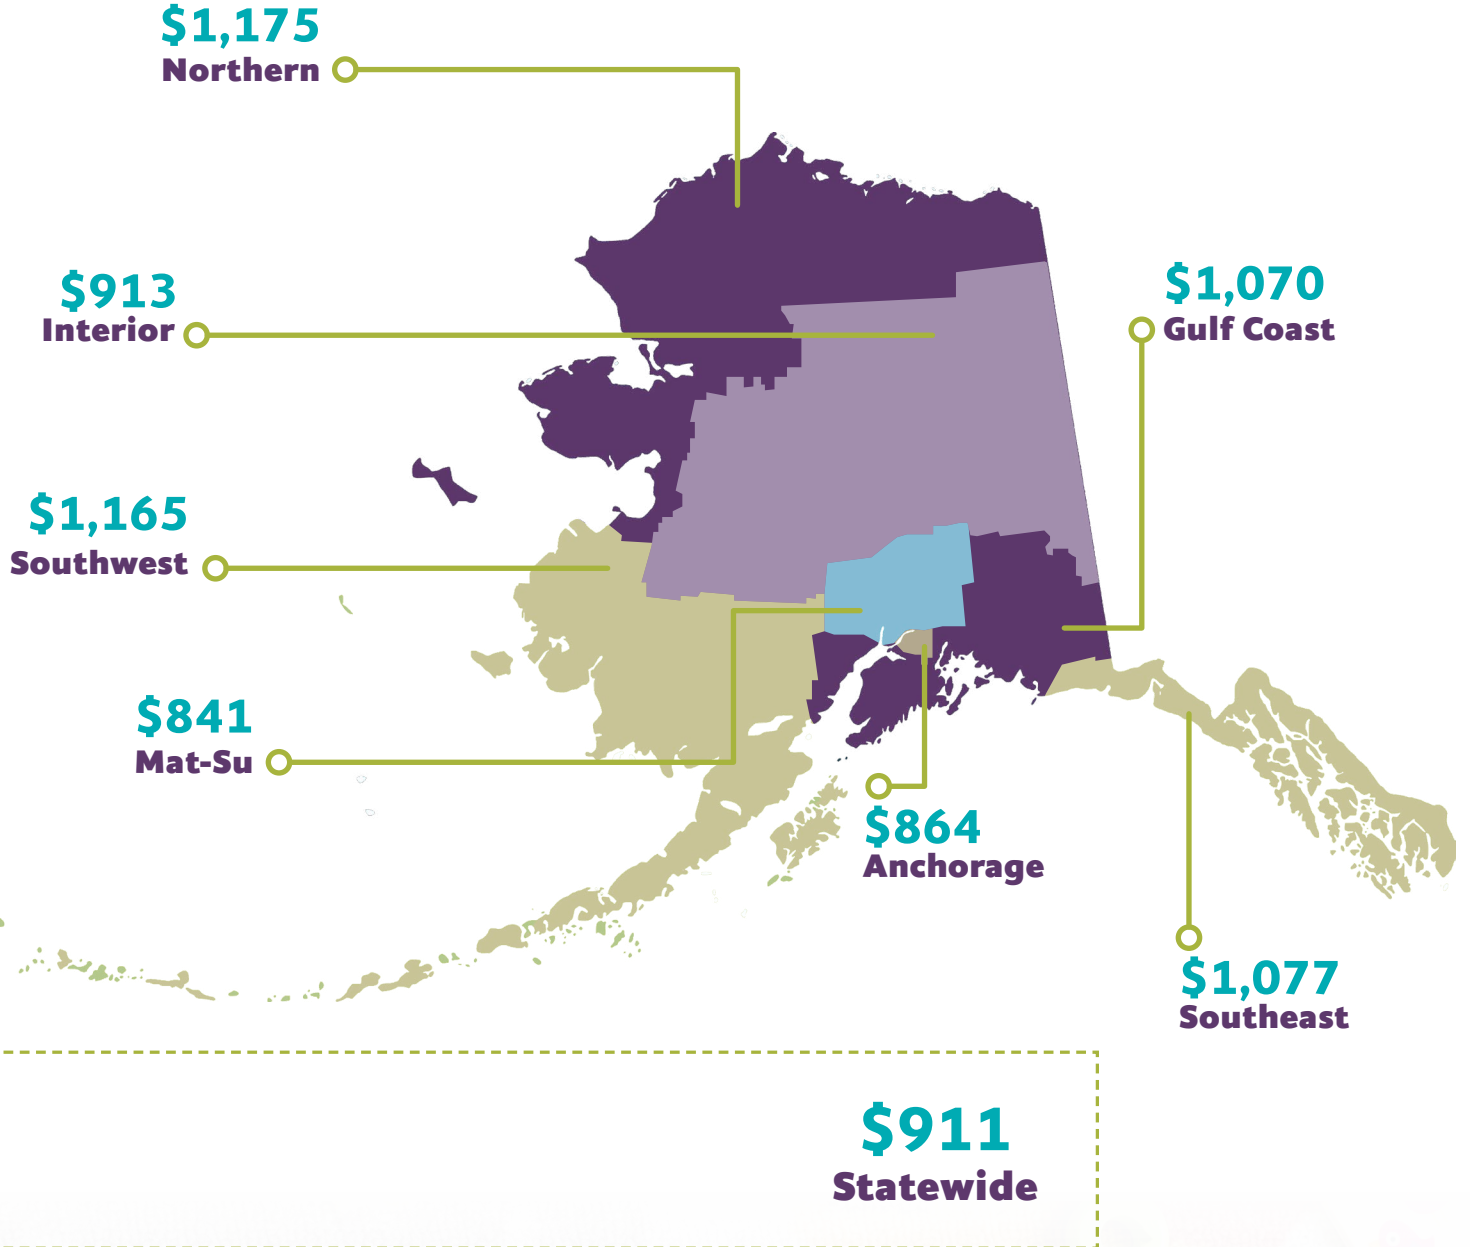 $1,175
Northern
$913
Interior
$1,070
Gulf Coast
$1,165
Southwest
$841
Mat-Su
$864
Anchorage
$1,077
Southeast
$911
Statewide